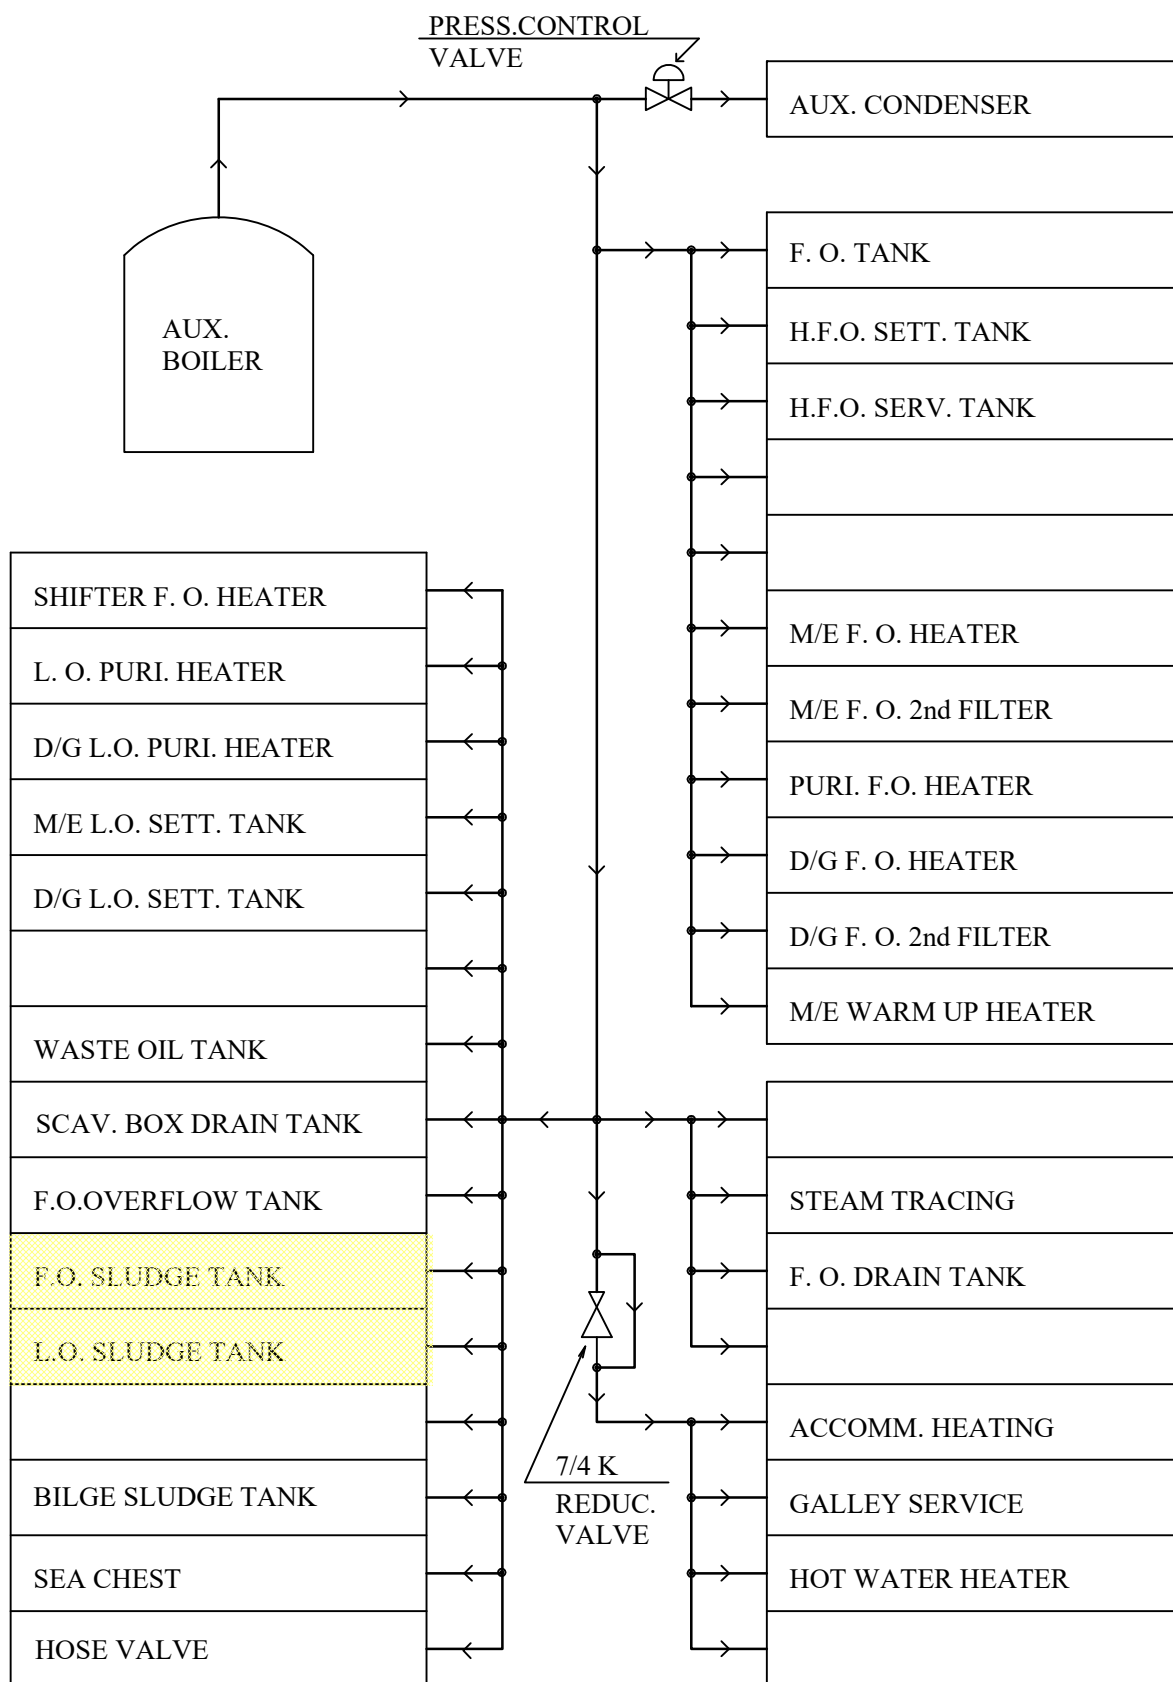 PRESS.CONTROL
VALVE
AUX. CONDENSER
AUX.
BOILER
F. O. TANK
H.F.O. SETT. TANK
H.F.O. SERV. TANK
M/E F. O. HEATER
M/E F. O. 2nd FILTER
PURI. F.O. HEATER
D/G F. O. HEATER
D/G F. O. 2nd FILTER
M/E WARM UP HEATER
SHIFTER F. O. HEATER
L. O. PURI. HEATER
D/G L.O. PURI. HEATER
M/E L.O. SETT. TANK
D/G L.O. SETT. TANK
WASTE OIL TANK
SCAV. BOX DRAIN TANK
F.O.OVERFLOW TANK
F.O. SLUDGE TANK
L.O. SLUDGE TANK
BILGE SLUDGE TANK
SEA CHEST
HOSE VALVE
7/4 K
REDUC.
VALVE
STEAM TRACING
F. O. DRAIN TANK
ACCOMM. HEATING
GALLEY SERVICE
HOT WATER HEATER